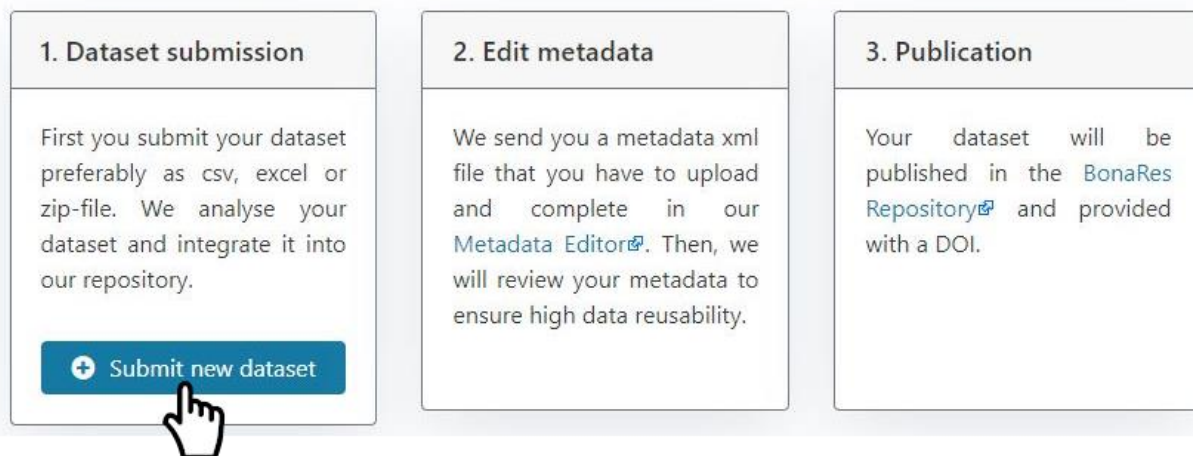 1. Dataset submission
First you submit your dataset
preferably as csv, excel or
zip-file. We analyse your
dataset and integrate it into
our repository.
Submit new dataset
2. Edit metadata
We send you a metadata xml
file that you have to upload
and complete in our
Metadata Editor. Then, we
will review your metadata to
ensure high data reusability.
3. Publication
Your dataset will be
published in the BonaRes
Repository and provided
with a DOI.